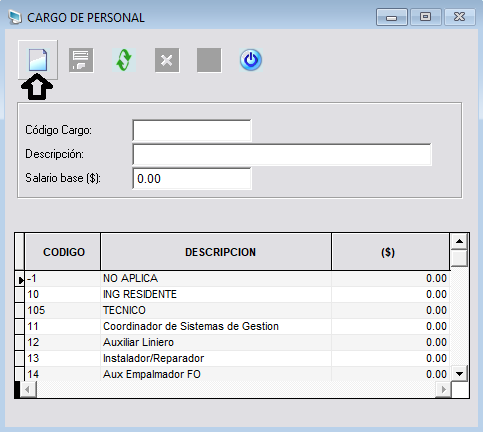 CARGO DE PERSONAL
Código Cargo:
Descripción:
Salario base ($): 0.00
CODIGO DESCRIPCION ($)
-1 NO APLICA 0.00
10 ING RESIDENTE 0.00
105 TECNICO 0.00
11 Coordinador de Sistemas de Gestion 0.00
12 Auxiliar Liniero 0.00
13 Instalador/Reparador 0.00
14 Aux Empalmador FO 0.00